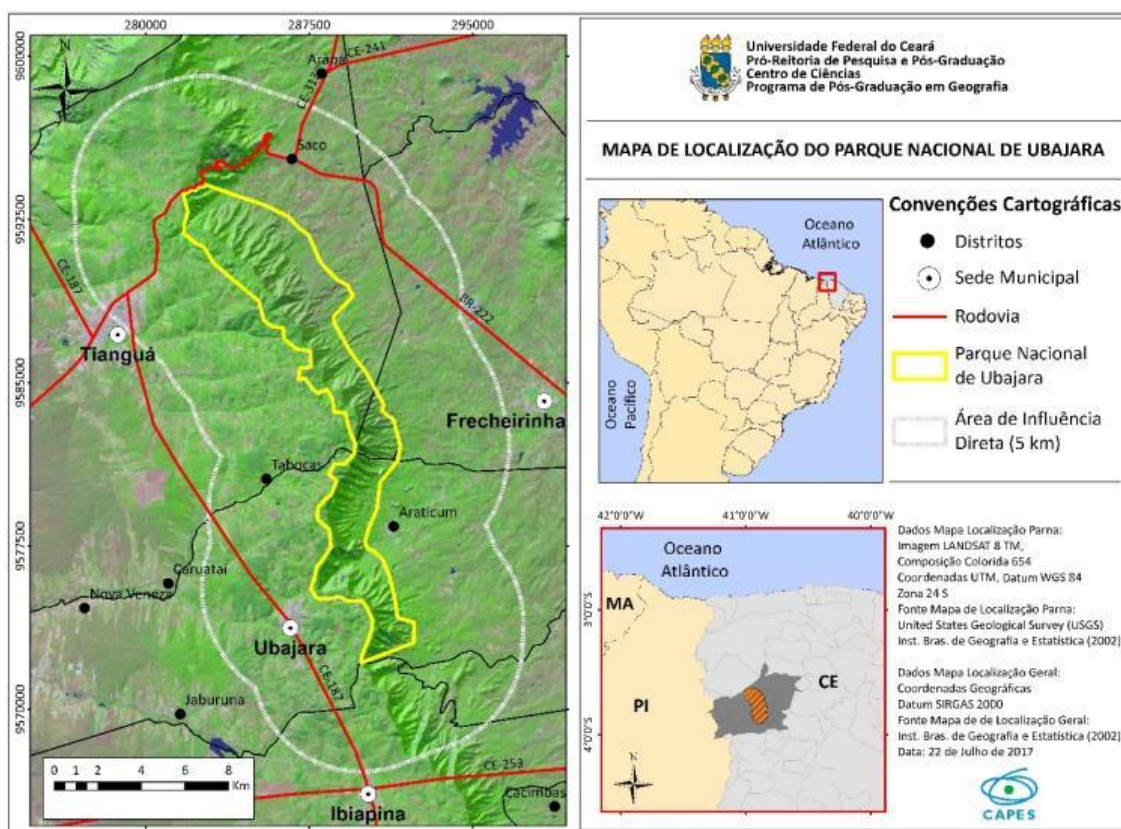 280000
287500
295000
9600000
9592500
9585000
9577500
9570000
N
CE-241
Arapá
CE-313
Saco
CE-187
BR-222
Tianguá
Frecheirinha
Tabocas
Araticum
Caruataí
Nova Veneza
Ubajara
CE-187
Jaburuna
CE-253
Ibiapina
Cacimbas
0 1 2 4 6 8
Km
Universidade Federal do Ceará
Pró-Reitoria de Pesquisa e Pós-Graduação
Centro de Ciências
Programa de Pós-Graduação em Geografia
MAPA DE LOCALIZAÇÃO DO PARQUE NACIONAL DE UBAJARA
Oceano
Atlântico
Oceano
Pacífico
Convenções Cartográficas
Distritos
Sede Municipal
Rodovia
Parque Nacional
de Ubajara
Área de Influência
Direta (5 km)
42°0'0"W
41°0'0"W
40°0'0"W
3°0'0"S
4°0'0"S
Oceano
Atlântico
MA
PI
CE
N
Dados Mapa Localização Parna:
Imagem LANDSAT 8 TM,
Composição Colorida 654
Coordenadas UTM, Datum WGS 84
Zona 24 S
Fonte Mapa de Localização Parna:
United States Geological Survey (USGS)
Inst. Bras. de Geografia e Estatística (2002)
Dados Mapa Localização Geral:
Coordenadas Geográficas
Datum SIRGAS 2000
Fonte Mapa de de Localização Geral:
Inst. Bras. de Geografia e Estatística (2002)
Data: 22 de Julho de 2017
CAPES